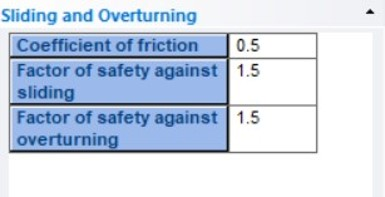 Sliding and Overturning
Coefficient of friction 0.5
Factor of safety against 1.5
sliding
Factor of safety against 1.5
overturning